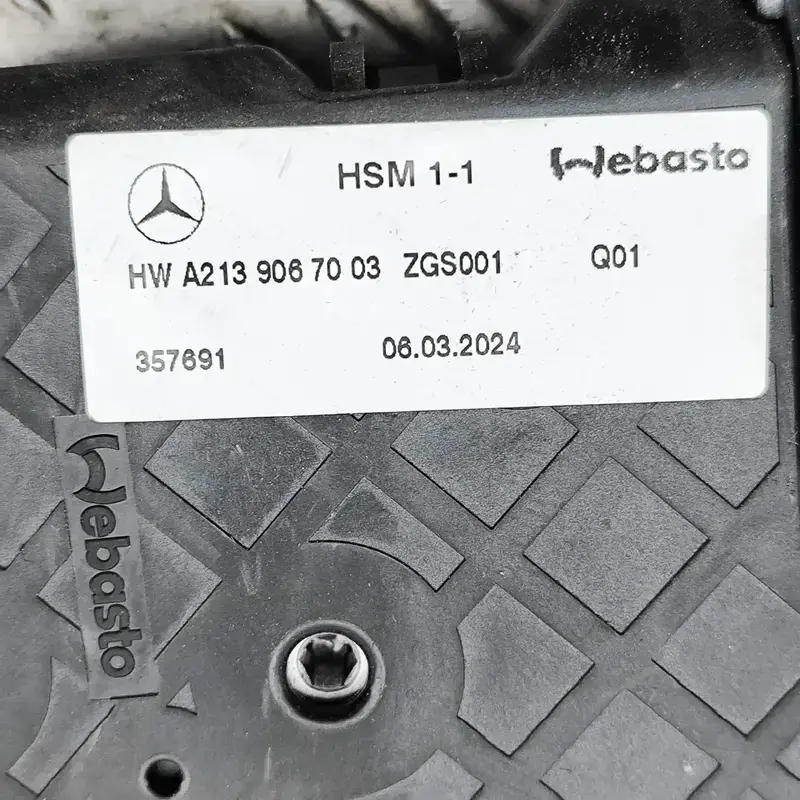 HSM 1-1 Webasto
HW A213 906 70 03 ZGS001 Q01
357691 06.03.2024
Webasto